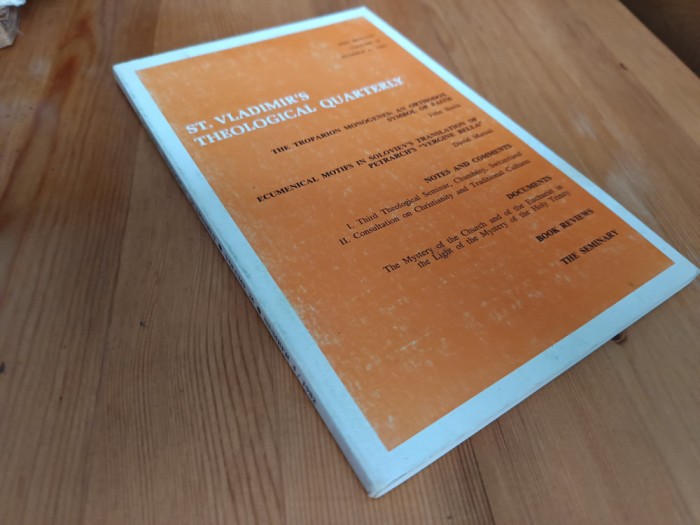 ST. VLADIMIR'S
THEOLOGICAL QUARTERLY
THE TROPARION MONOGENES: AN ORTHODOX
SYMBOL OF FAITH
ECUMENICAL MOTIFS IN SOLOVIEV'S TRANSLATION OF
PETRARCH'S "VERGINE BELLA"
David
NOTES AND COMMENTS
I. Third Theological Seminar, Chambésy, Switzerland
II. Consultation on Christianity and Traditional Cultures
DOCUMENTS
The Mystery of the Church and of the Eucharist in
the Light of the Mystery of the Holy Trinity
BOOK REVIEWS
THE SEMINARY